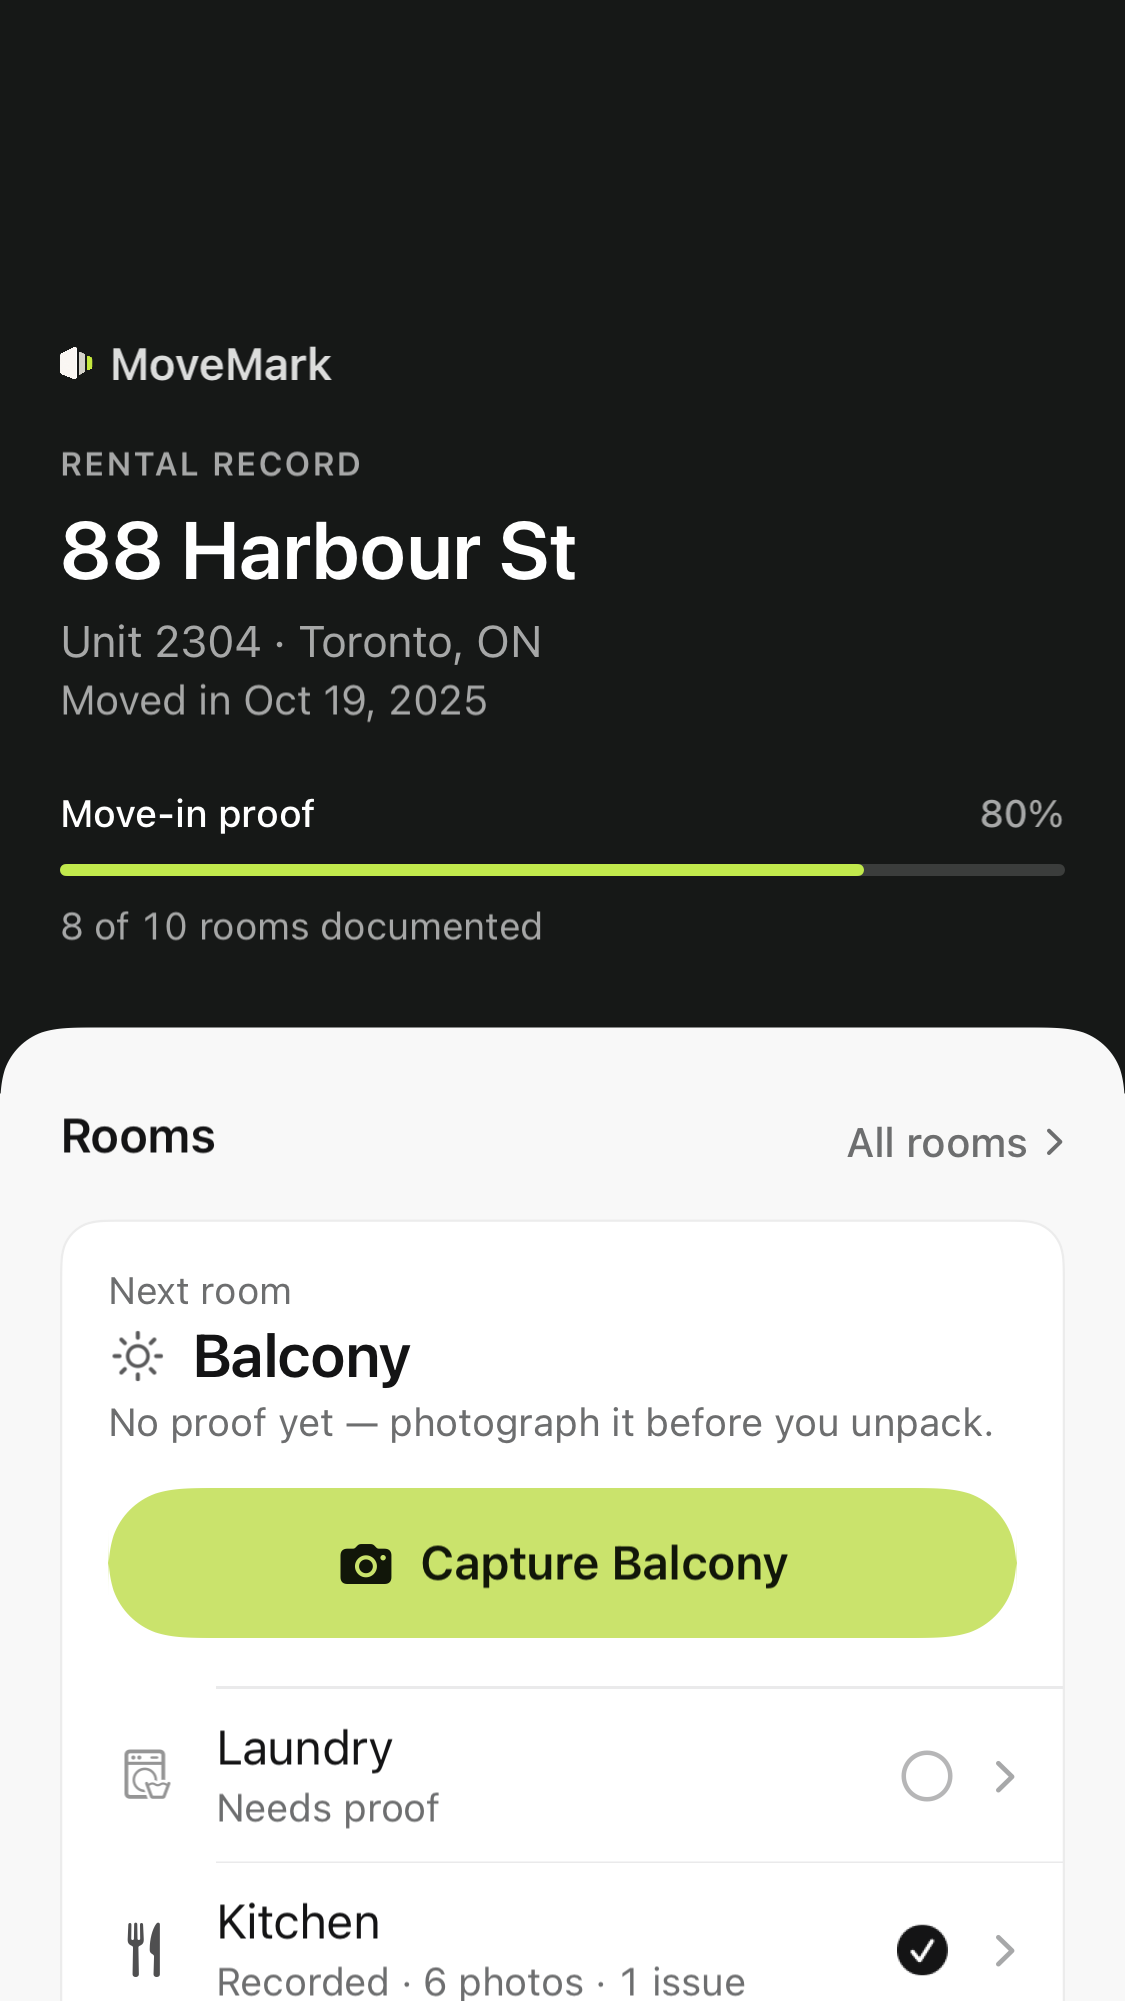 MoveMark
RENTAL RECORD
88 Harbour St
Unit 2304 · Toronto, ON
Moved in Oct 19, 2025
Move-in proof 80%
8 of 10 rooms documented
Rooms All rooms
Next room
Balcony
No proof yet — photograph it before you unpack.
Capture Balcony
Laundry
Needs proof
Kitchen
Recorded · 6 photos · 1 issue